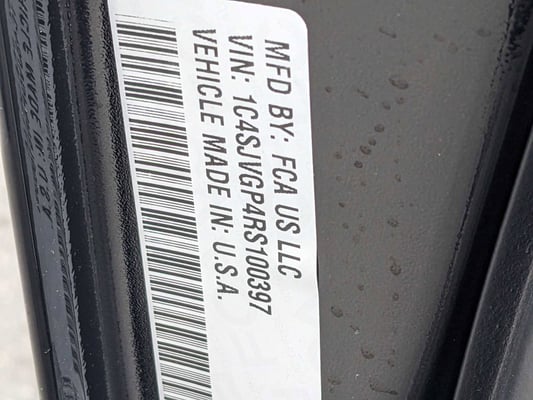 MFD BY: FCA US LLC
VIN: 1C4SJVGP4RS100397
VEHICLE MADE IN: U.S.A.